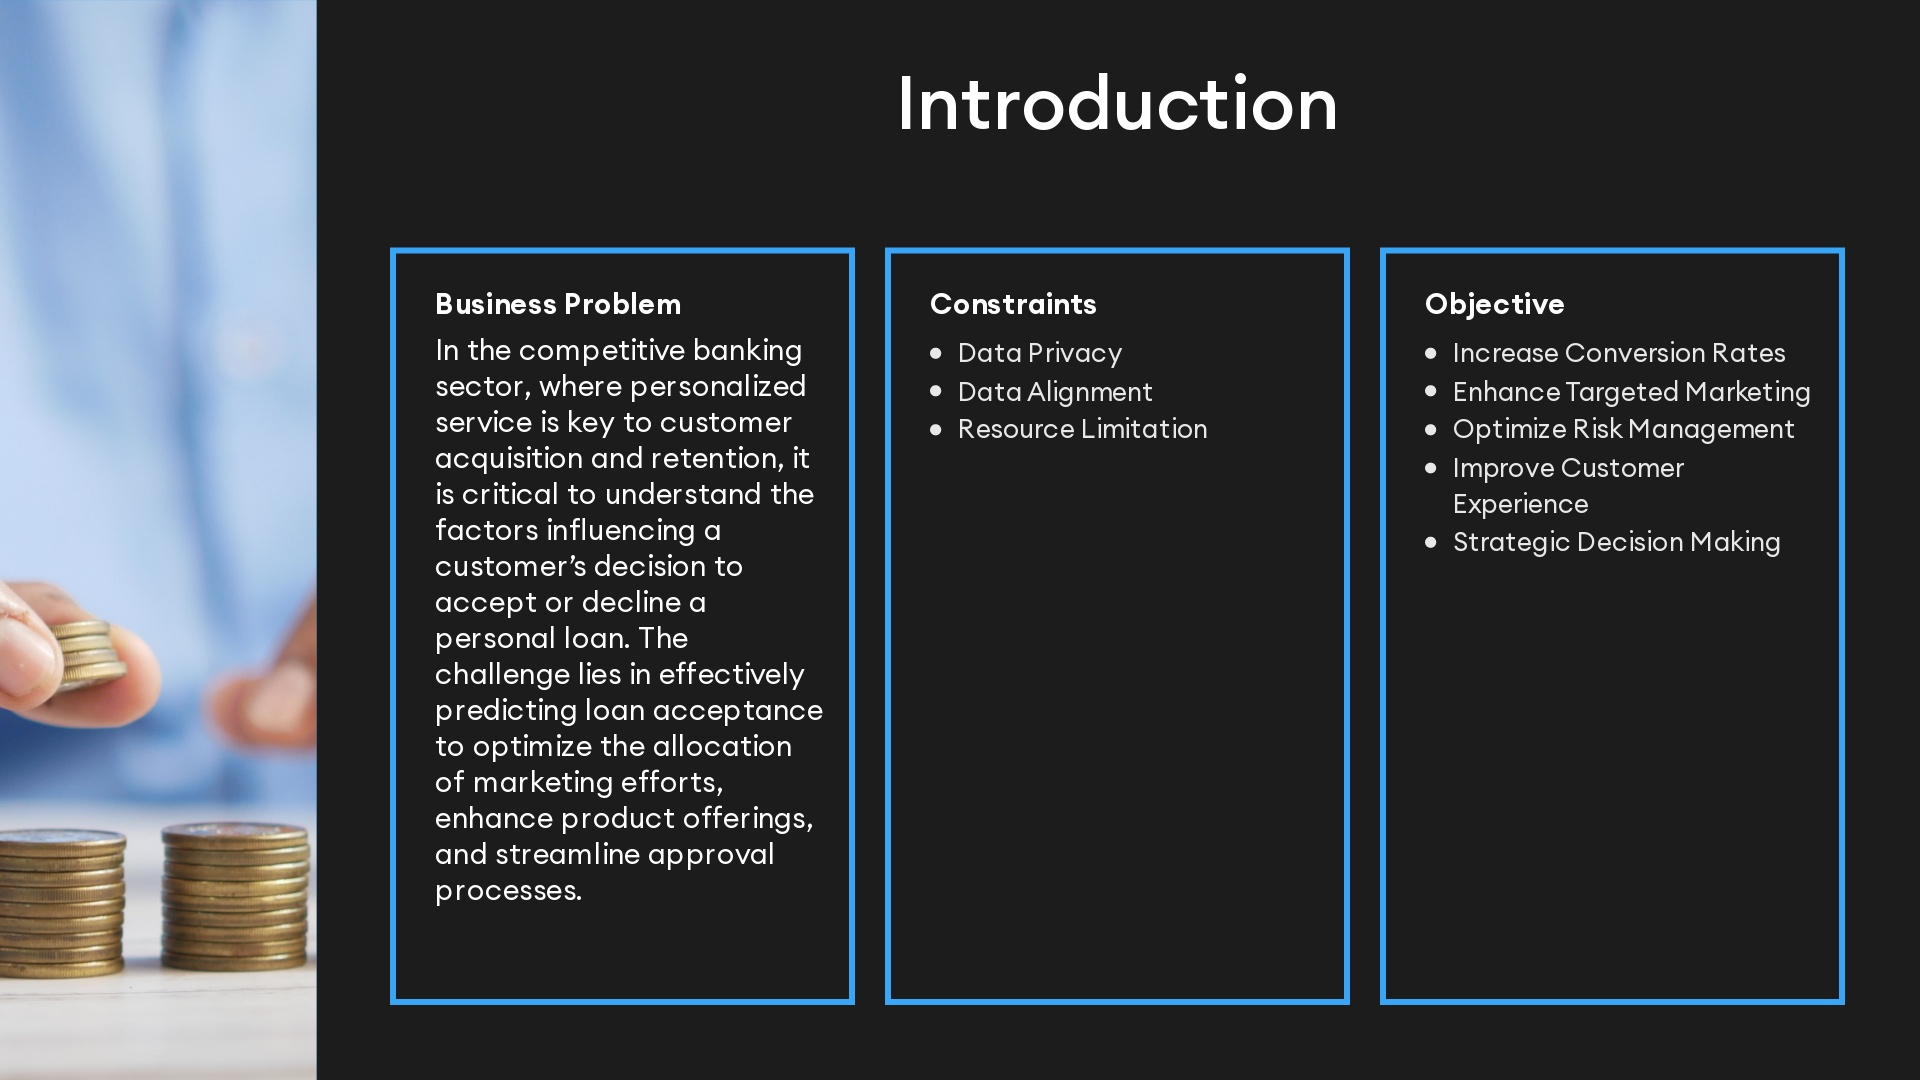 Introduction
Business Problem
In the competitive banking
sector, where personalized
service is key to customer
acquisition and retention, it
is critical to understand the
factors influencing a
customer’s decision to
accept or decline a
personal loan. The
challenge lies in effectively
predicting loan acceptance
to optimize the allocation
of marketing efforts,
enhance product offerings,
and streamline approval
processes.
Constraints
• Data Privacy
• Data Alignment
• Resource Limitation
Objective
• Increase Conversion Rates
• Enhance Targeted Marketing
• Optimize Risk Management
• Improve Customer
Experience
• Strategic Decision Making